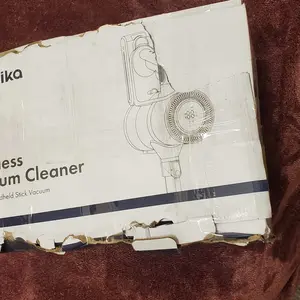 ika
ess
um Cleaner
dheld Stick Vacuum